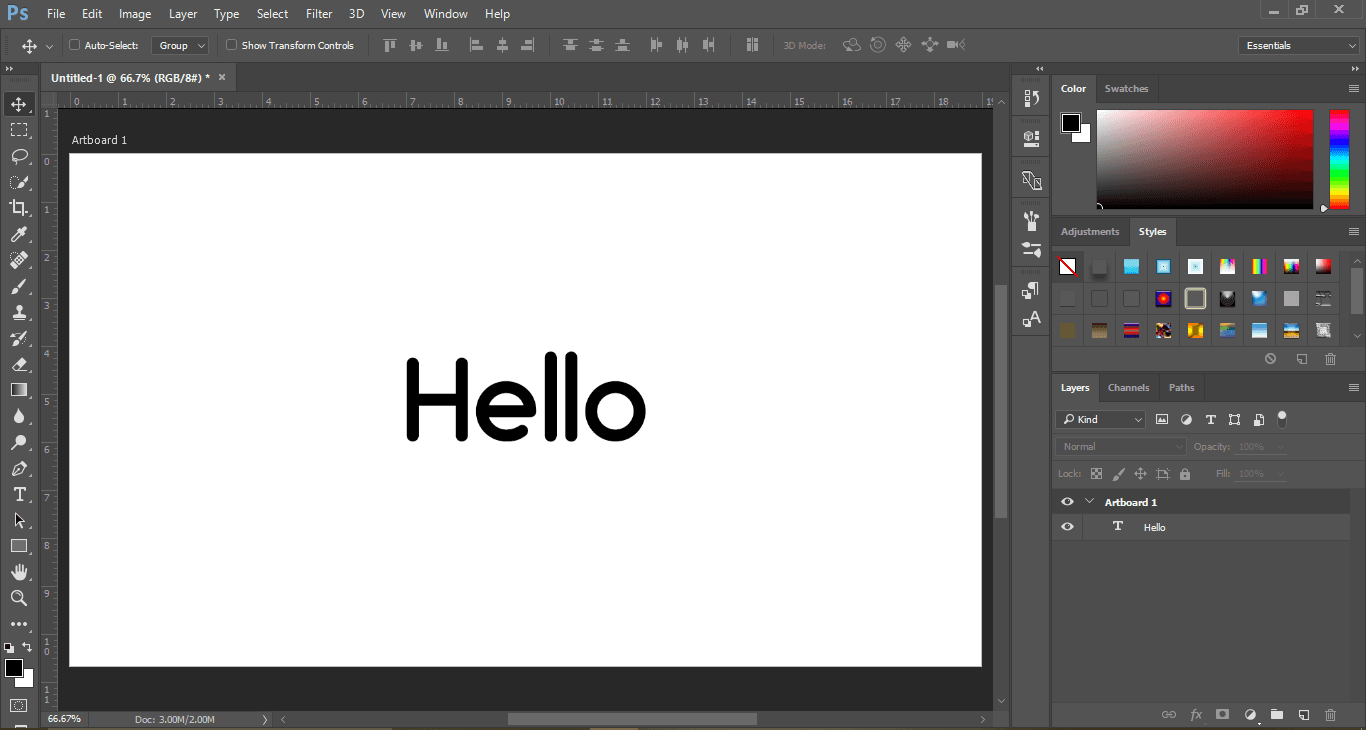 Ps File Edit Image Layer Type Select Filter 3D View Window Help
Auto-Select: Group Show Transform Controls 3D Mode: Essentials
Untitled-1 @ 66.7% (RGB/8#) * ×
0 1 2 3 4 5 6 7 8 9 10 11 12 13 14 15 16 17 18 19
1
0
1
2
3
4
5
6
7
8
9
10
11
Artboard 1
Hello
66.67% Doc: 3.00M/2.00M
Color Swatches
Adjustments Styles
Layers Channels Paths
Kind
Normal Opacity: 100%
Lock: Fill: 100%
Artboard 1
T Hello
fx